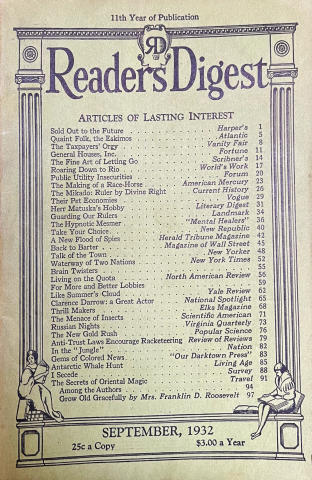 11th Year of Publication
RD
Readers Digest
ARTICLES OF LASTING INTEREST
Sold Out to the Future . . . . . . . . Harper's 1
Quaint Folk, the Eskimos . . . . . . . . Atlantic 5
The Taxpayers' Orgy . . . . . . . . Vanity Fair 8
General Houses, Inc. . . . . . . . . Fortune 11
The Fine Art of Letting Go . . . . . . . . Scribner's 14
Roaring Down to Rio . . . . . . . . World's Work 17
Public Utility Insecurities . . . . . . . . Forum 20
The Making of a Race-Horse . . . . American Mercury 23
The Mikado: Ruler by Divine Right . . Current History 26
Their Pet Economies . . . . . . . . Vogue 29
Herr Matuska's Hobby . . . . . . Literary Digest 31
Guarding Our Rulers . . . . . . . . Landmark 34
The Hypnotic Mesmer . . . . . . "Mental Healers" 36
Take Your Choice . . . . . . . . New Republic 40
A New Flood of Spies . . . . Herald Tribune Magazine 42
Back to Barter . . . . . . Magazine of Wall Street 45
Talk of the Town . . . . . . . . New Yorker 48
Waterway of Two Nations . . . . . . New York Times 52
Brain Twisters . . . . . . . . 55
Living on the Quota . . . . . . North American Review 56
For More and Better Lobbies . . . . . . . . 59
Like Summer's Cloud . . . . . . . . Yale Review 62
Clarence Darrow: a Great Actor . . National Spotlight 65
Thrill Makers . . . . . . . . Elks Magazine 68
The Menace of Insects . . . . . . Scientific American 71
Russian Nights . . . . . . . . Virginia Quarterly 73
The New Gold Rush . . . . . . . . Popular Science 76
Anti-Trust Laws Encourage Racketeering Review of Reviews 79
In the "Jungle" . . . . . . . . Nation 82
Gems of Colored News . . . . "Our Darktown Press" 83
Antarctic Whale Hunt . . . . . . . . Living Age 85
I Secede . . . . . . . . Survey 88
The Secrets of Oriental Magic . . . . . . Travel 91
Among the Authors . . . . . . . . 94
Grow Old Gracefully by Mrs. Franklin D. Roosevelt 97
SEPTEMBER, 1932
25c a Copy $3.00 a Year